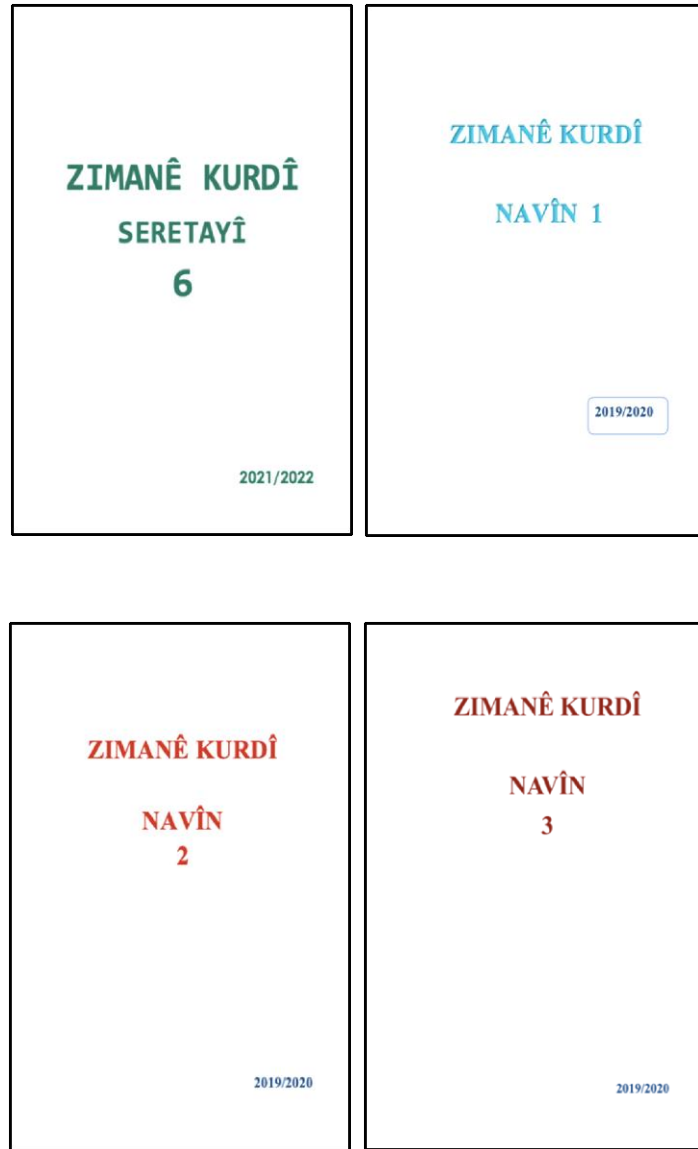 ZIMANÊ KURDÎ
SERETAYÎ
6
2021/2022
ZIMANÊ KURDÎ
NAVÎN 1
2019/2020
ZIMANÊ KURDÎ
NAVÎN
2
2019/2020
ZIMANÊ KURDÎ
NAVÎN
3
2019/2020